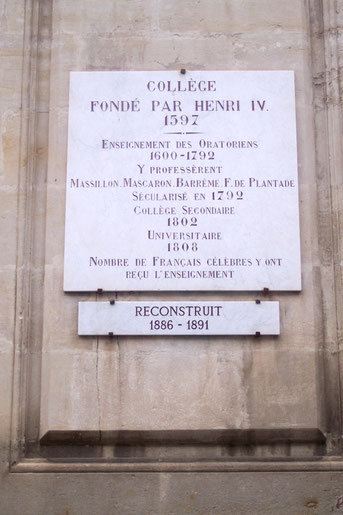 COLLÈGE
FONDÉ PAR HENRI IV.
1597
ENSEIGNEMENT DES ORATORIENS
1600-1792
Y PROFESSÈRENT
MASSILLON. MASCARON. BARRÊME. F. DE PLANTADE
SÉCULARISÉ EN 1792
COLLÈGE SECONDAIRE
1802
UNIVERSITAIRE
1808
NOMBRE DE FRANÇAIS CÉLÈBRES Y ONT
REÇU L'ENSEIGNEMENT
RECONSTRUIT
1886 - 1891